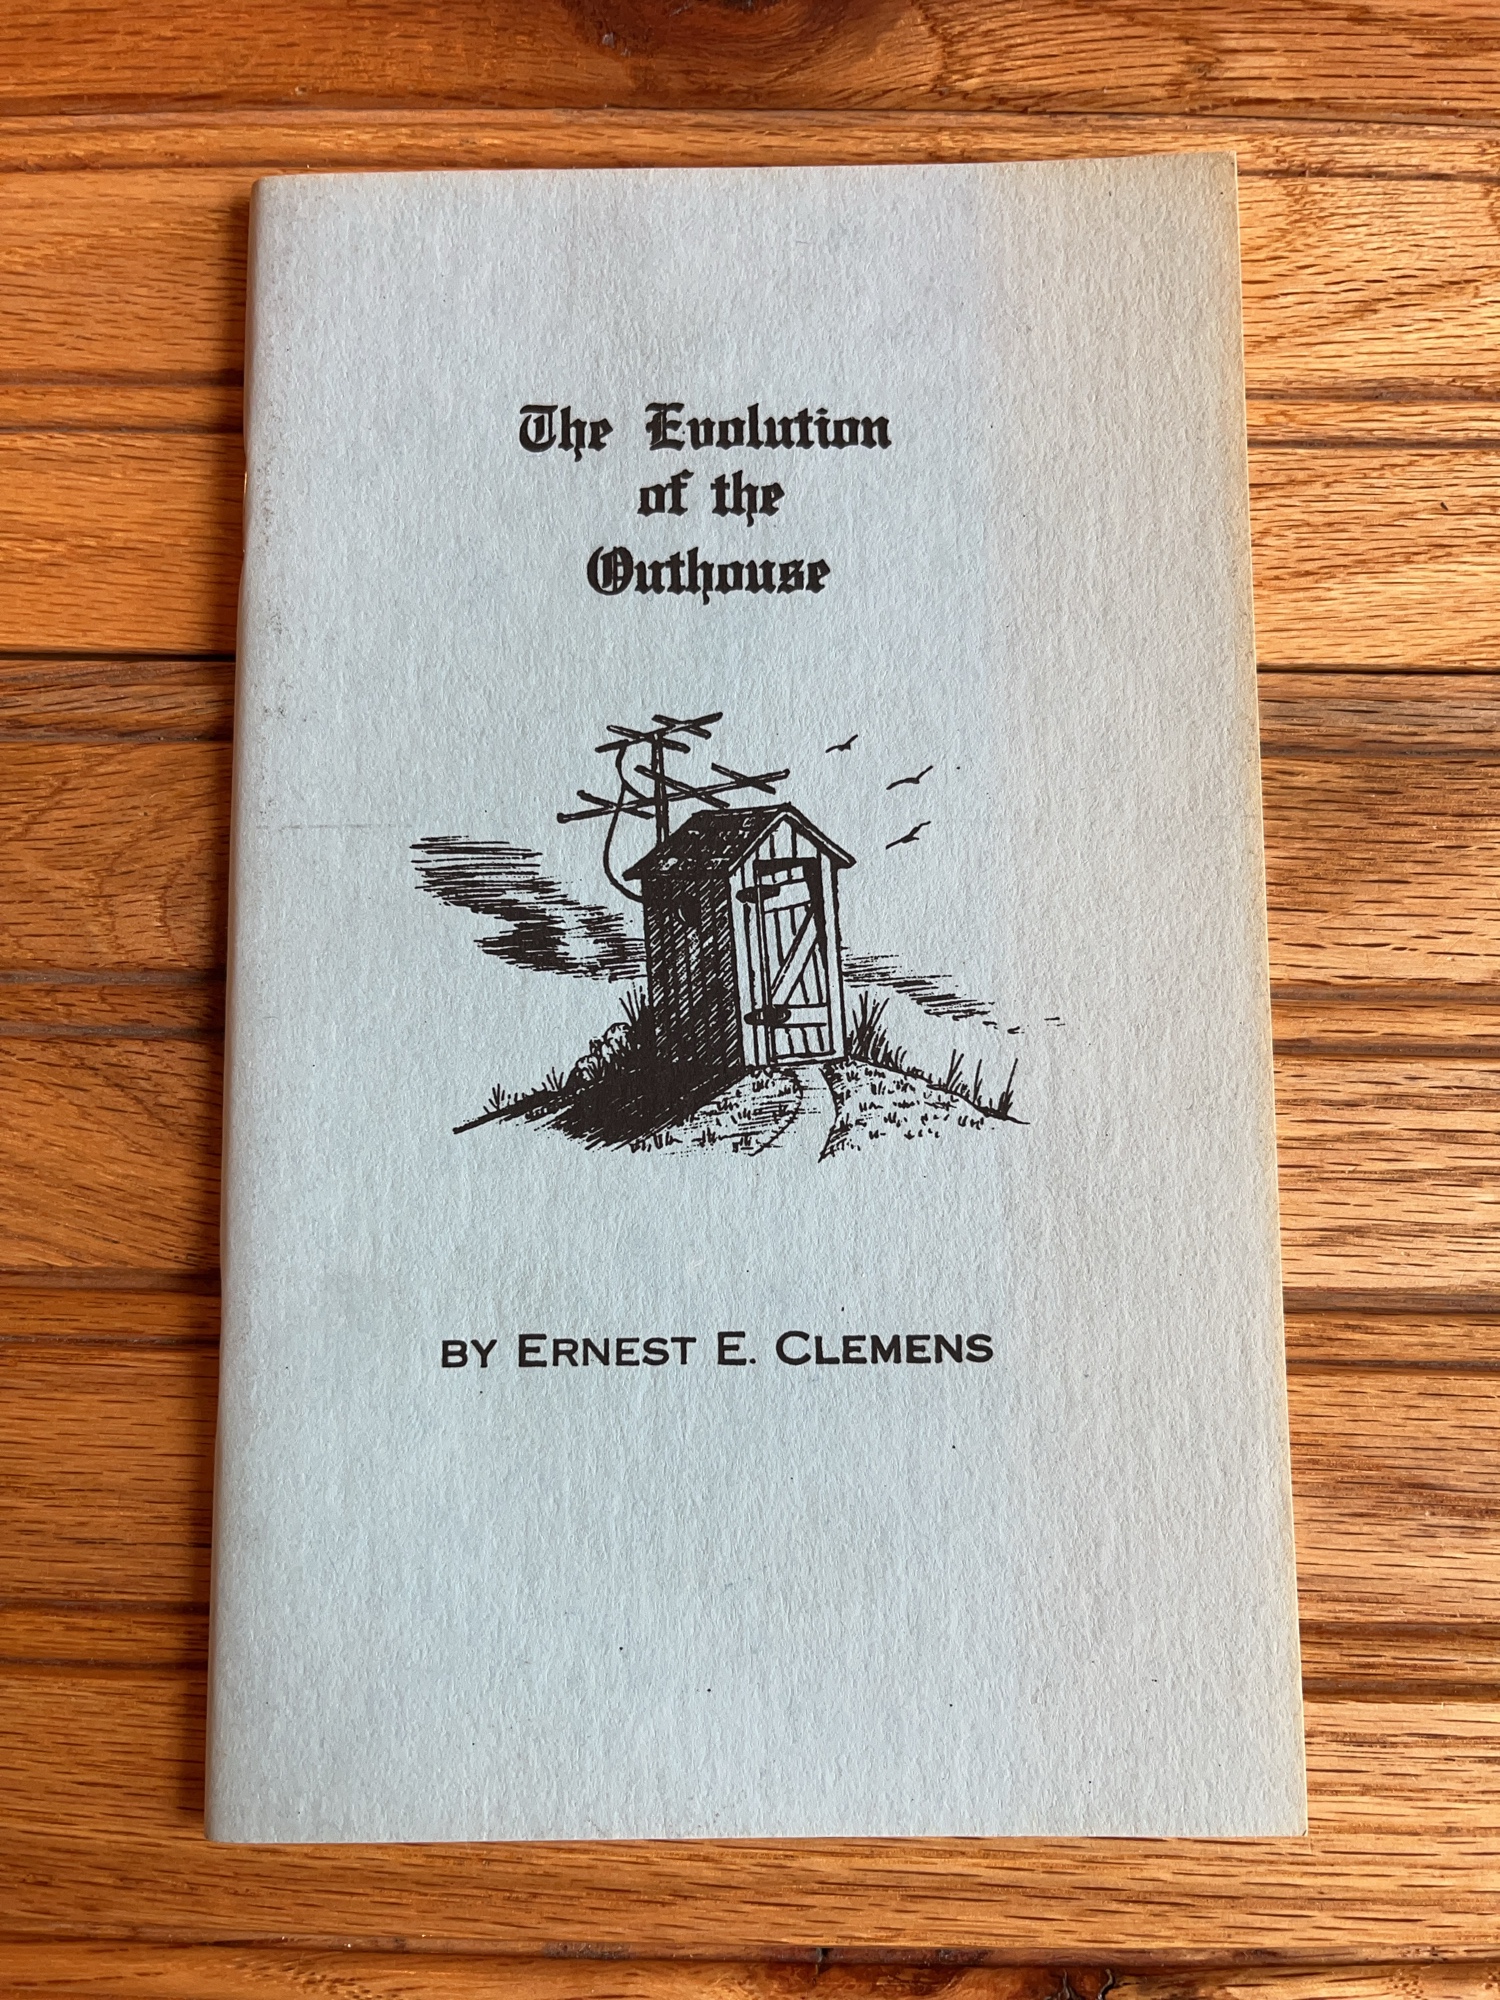 The Evolution
of the
Outhouse
BY ERNEST E. CLEMENS